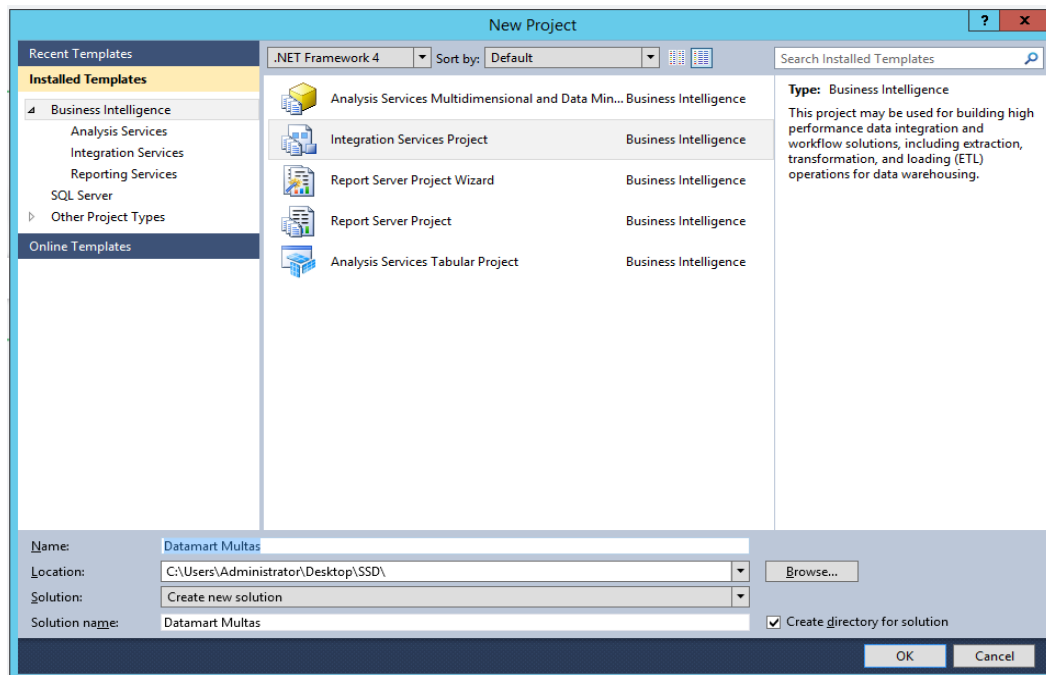 New Project
?
x
Recent Templates
Installed Templates
Business Intelligence
Analysis Services
Integration Services
Reporting Services
SQL Server
Other Project Types
Online Templates
.NET Framework 4 Sort by: Default
Analysis Services Multidimensional and Data Min... Business Intelligence
Integration Services Project Business Intelligence
Report Server Project Wizard Business Intelligence
Report Server Project Business Intelligence
Analysis Services Tabular Project Business Intelligence
Search Installed Templates
Type: Business Intelligence
This project may be used for building high
performance data integration and
workflow solutions, including extraction,
transformation, and loading (ETL)
operations for data warehousing.
Name: Datamart Multas
Location: C:\Users\Administrator\Desktop\SSD\ Browse...
Solution: Create new solution
Solution name: Datamart Multas Create directory for solution
OK Cancel